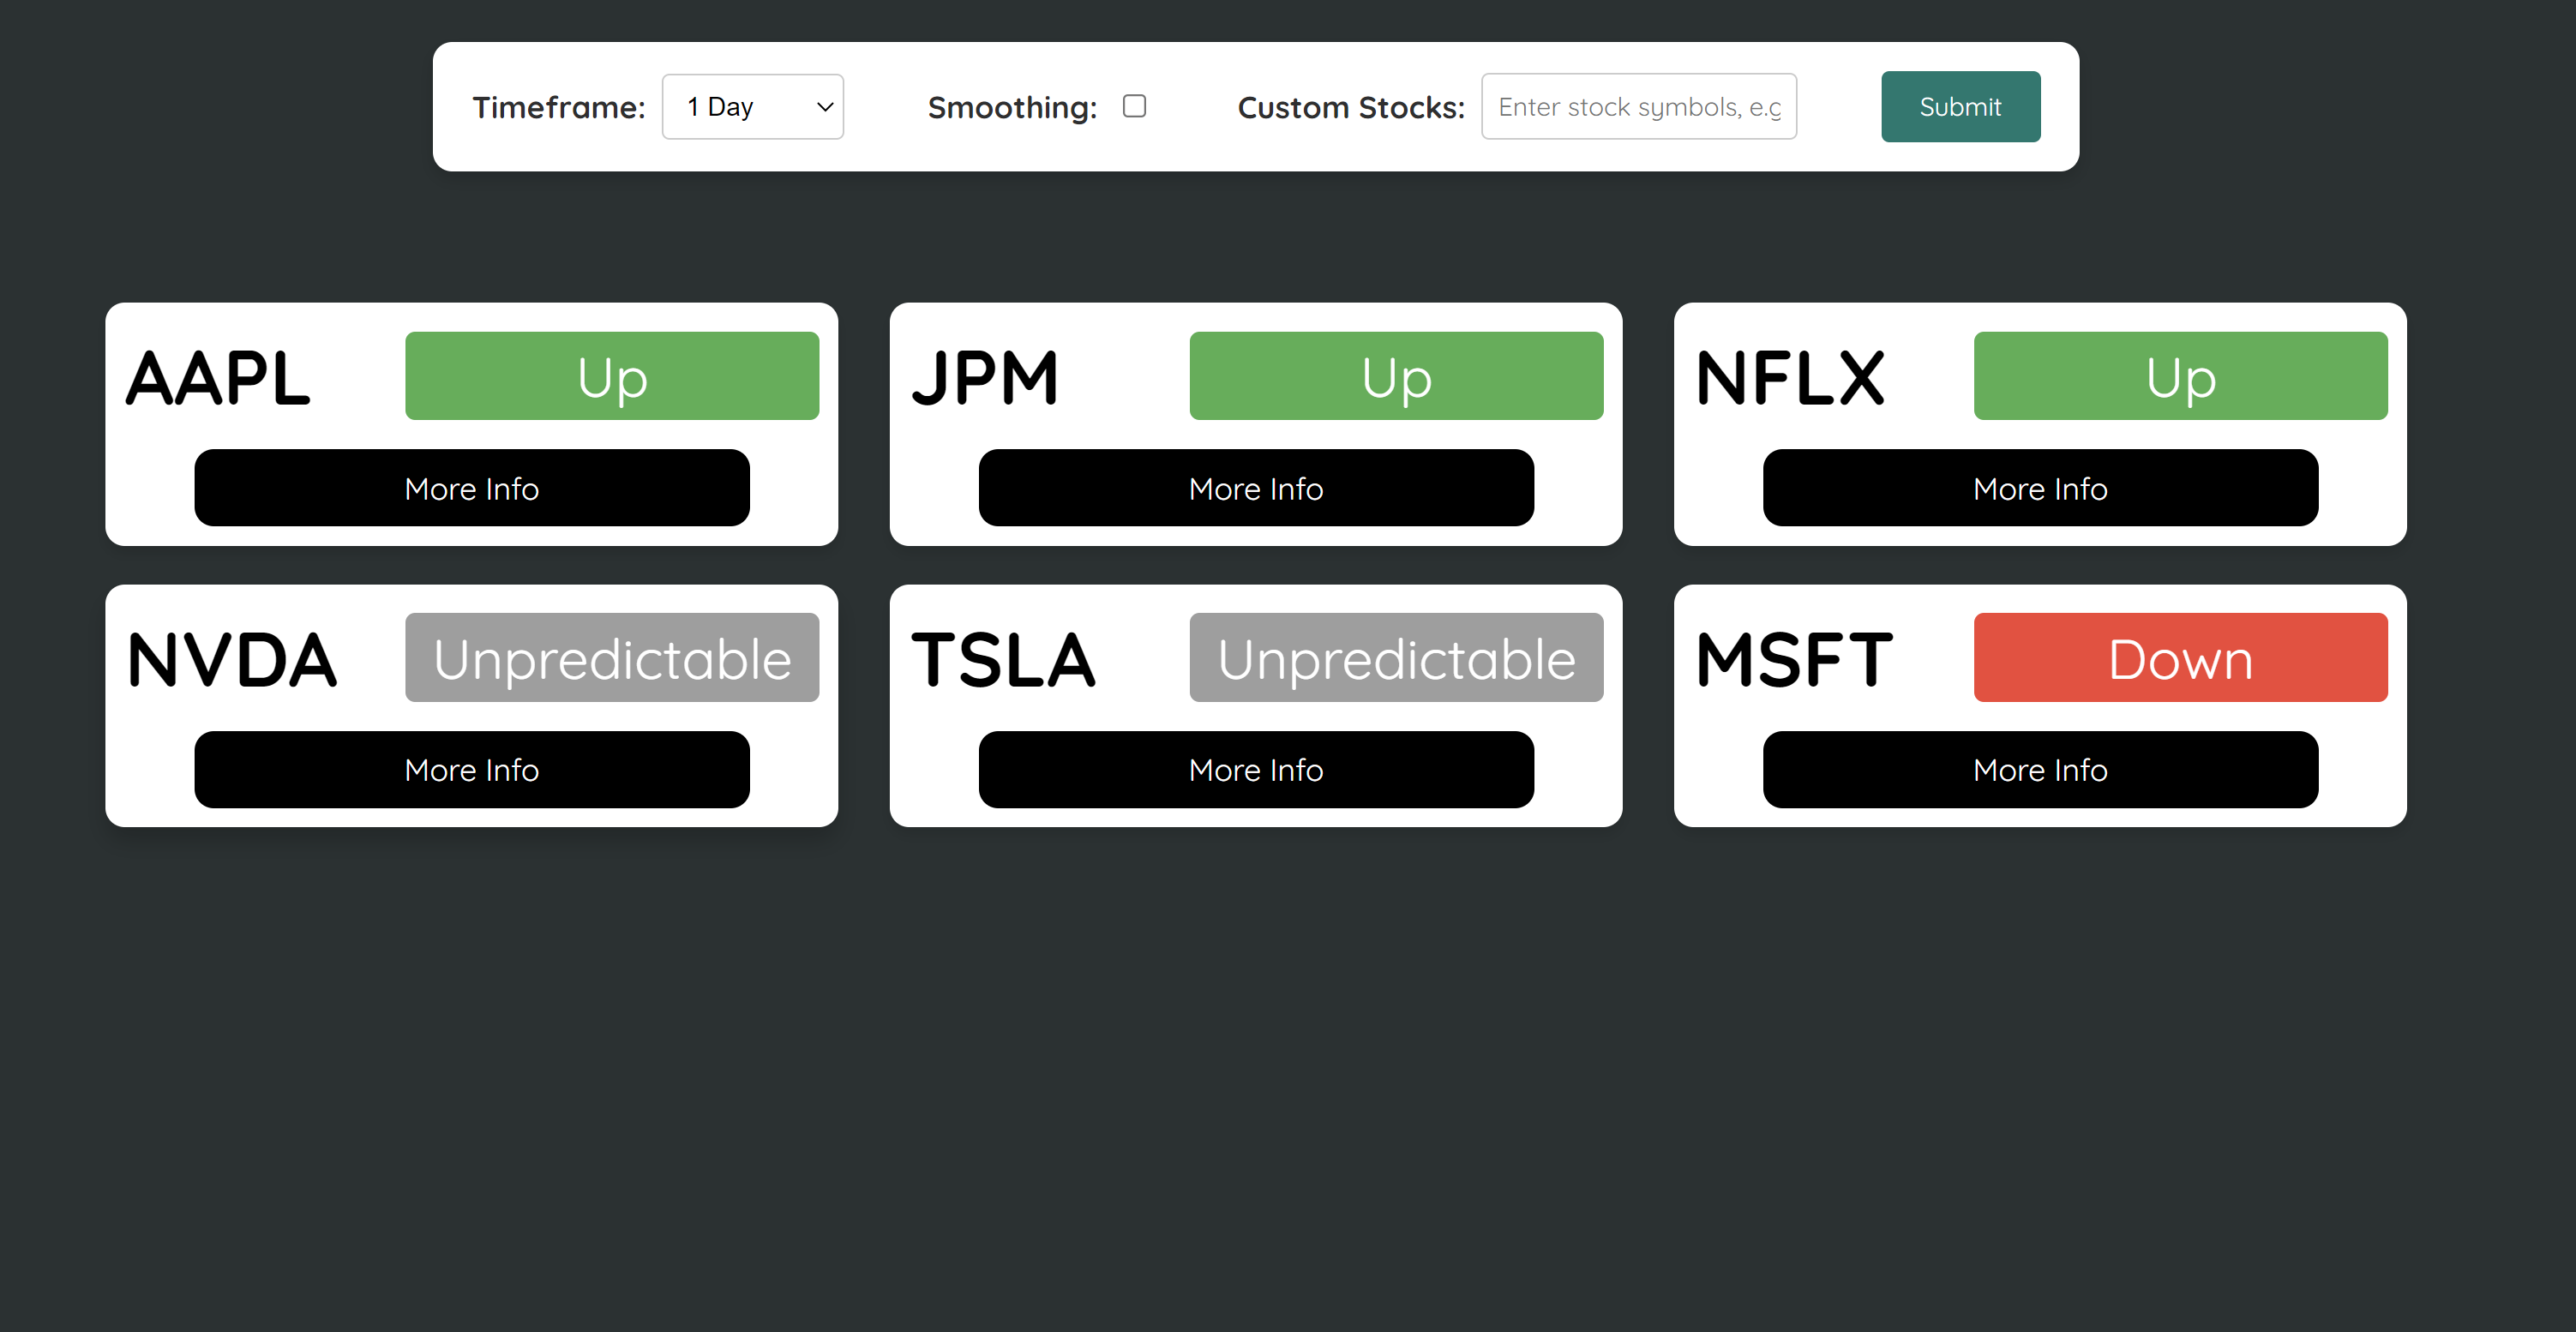 Timeframe: 1 Day Smoothing: Custom Stocks: Enter stock symbols, e.g Submit
AAPL Up JPM Up NFLX Up
More Info More Info More Info
NVDA Unpredictable TSLA Unpredictable MSFT Down
More Info More Info More Info